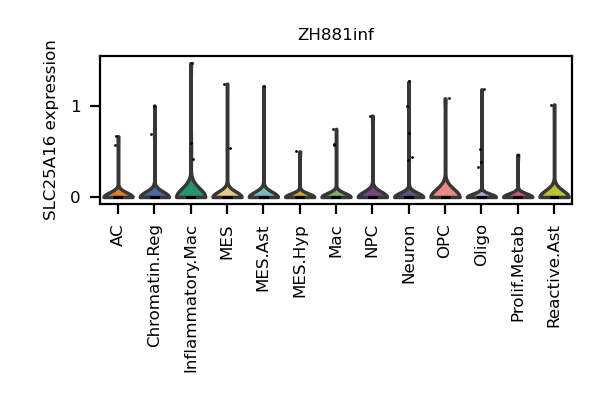 ZH881inf
SLC25A16 expression
1
0
AC
Chromatin.Reg
Inflammatory.Mac
MES
MES.Ast
MES.Hyp
Mac
NPC
Neuron
OPC
Oligo
Prolif.Metab
Reactive.Ast